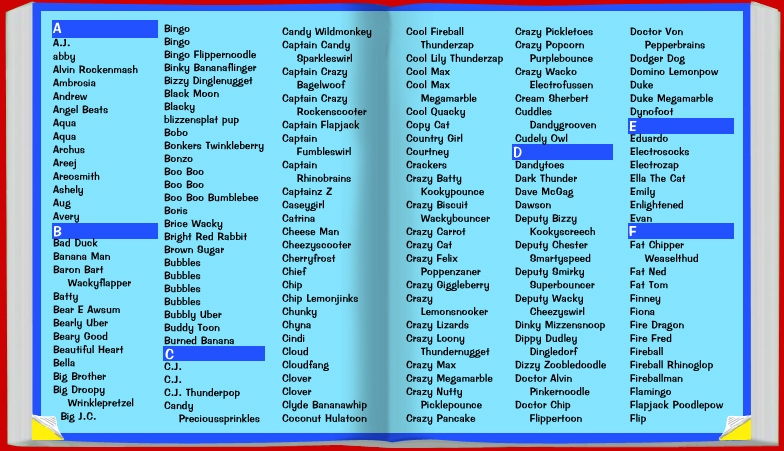 A
A.J.
abby
Alvin Rockenmash
Ambrosia
Andrew
Angel Beats
Aqua
Aqua
Archus
Areej
Areosmith
Ashely
Aug
Avery
B
Bad Duck
Banana Man
Baron Bart
Wackyflapper
Batty
Bear E Awsum
Bearly Uber
Beary Good
Beautiful Heart
Bella
Big Brother
Big Droopy
Wrinklepretzel
Big J.C.
Bingo
Bingo
Bingo Flippernoodle
Binky Bananaflinger
Bizzy Dinglenugget
Black Moon
Blacky
blizzensplat pup
Bobo
Bonkers Twinkleberry
Bonzo
Boo Boo
Boo Boo
Boo Boo Bumblebee
Boris
Brice Wacky
Bright Red Rabbit
Brown Sugar
Bubbles
Bubbles
Bubbles
Bubbles
Bubbly Uber
Buddy Toon
Burned Banana
C
C.J.
C.J.
C.J. Thunderpop
Candy
Precioussprinkles
Candy Wildmonkey
Captain Candy
Sparkleswirl
Captain Crazy
Bagelwoof
Captain Crazy
Rockenscooter
Captain Flapjack
Captain
Fumbleswirl
Captain
Rhinobrains
Captainz Z
Caseygirl
Catrina
Cheese Man
Cheezyscooter
Cherryfrost
Chief
Chip
Chip Lemonjinks
Chunky
Chyna
Cindi
Cloud
Cloudfang
Clover
Clover
Clyde Bananawhip
Coconut Hulatoon
Cool Fireball
Thunderzap
Cool Lily Thunderzap
Cool Max
Cool Max
Megamarble
Cool Quacky
Copy Cat
Country Girl
Courtney
Crackers
Crazy Batty
Kookypounce
Crazy Biscuit
Wackybouncer
Crazy Carrot
Crazy Cat
Crazy Felix
Poppenzaner
Crazy Giggleberry
Crazy
Lemonsnooker
Crazy Lizards
Crazy Loony
Thundernugget
Crazy Max
Crazy Megamarble
Crazy Nutty
Picklepounce
Crazy Pancake
Crazy Pickletoes
Crazy Popcorn
Purplebounce
Crazy Wacko
Electrofussen
Cream Sherbert
Cuddles
Dandygrooven
Cudely Owl
D
Dandytoes
Dark Thunder
Dave McGag
Dawson
Deputy Bizzy
Kookyscreech
Deputy Chester
Smartyspeed
Deputy Smirky
Superbouncer
Deputy Wacky
Cheezyswirl
Dinky Mizzensnoop
Dippy Dudley
Dingledorf
Dizzy Zoobledoodle
Doctor Alvin
Pinkernoodle
Doctor Chip
Flippertoon
Doctor Von
Pepperbrains
Dodger Dog
Domino Lemonpow
Duke
Duke Megamarble
Dynofoot
E
Eduardo
Electrosocks
Electrozap
Ella The Cat
Emily
Enlightened
Evan
F
Fat Chipper
Weaselthud
Fat Ned
Fat Tom
Finney
Fiona
Fire Dragon
Fire Fred
Fireball
Fireball Rhinoglop
Fireballman
Flamingo
Flapjack Poodlepow
Flip